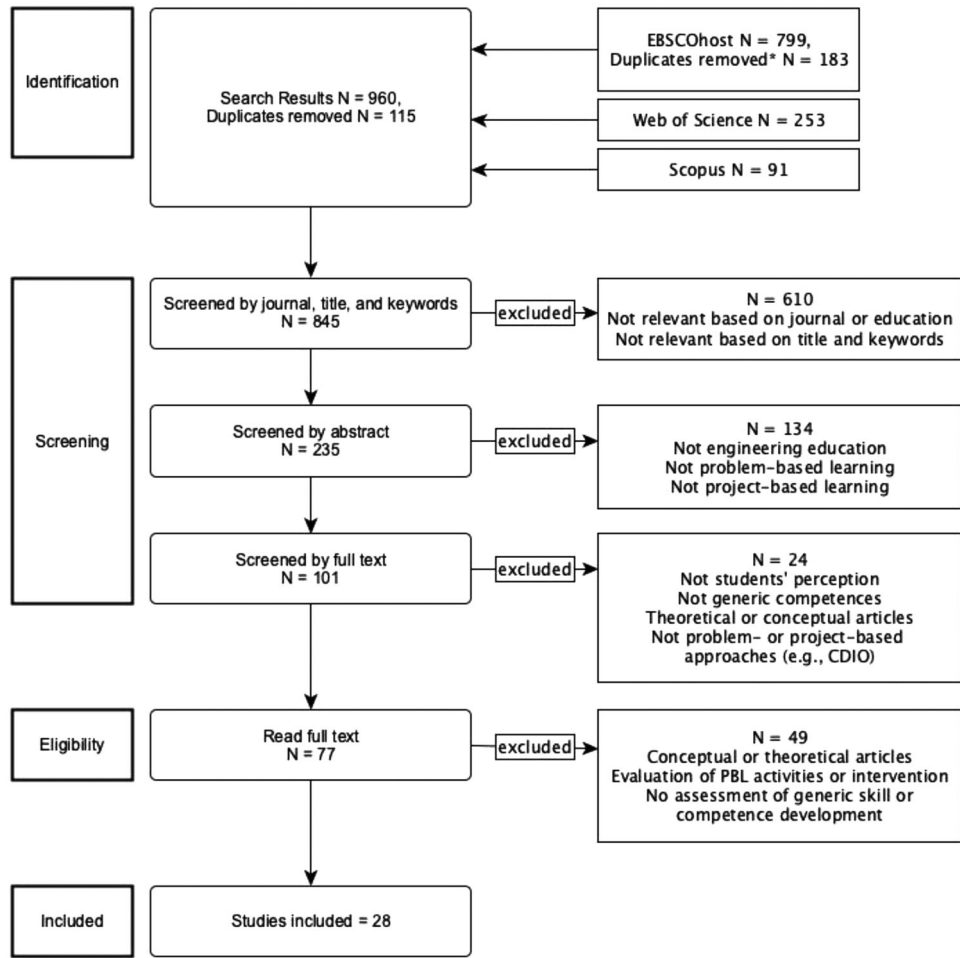 Identification
Search Results N = 960,
Duplicates removed N = 115
EBSCOhost N = 799,
Duplicates removed* N = 183
Web of Science N = 253
Scopus N = 91
Screening
Screened by journal, title, and keywords
N = 845
excluded
N = 610
Not relevant based on journal or education
Not relevant based on title and keywords
Screened by abstract
N = 235
excluded
N = 134
Not engineering education
Not problem-based learning
Not project-based learning
Screened by full text
N = 101
excluded
N = 24
Not students' perception
Not generic competences
Theoretical or conceptual articles
Not problem- or project-based
approaches (e.g., CDIO)
Eligibility
Read full text
N = 77
excluded
N = 49
Conceptual or theoretical articles
Evaluation of PBL activities or intervention
No assessment of generic skill or
competence development
Included
Studies included = 28